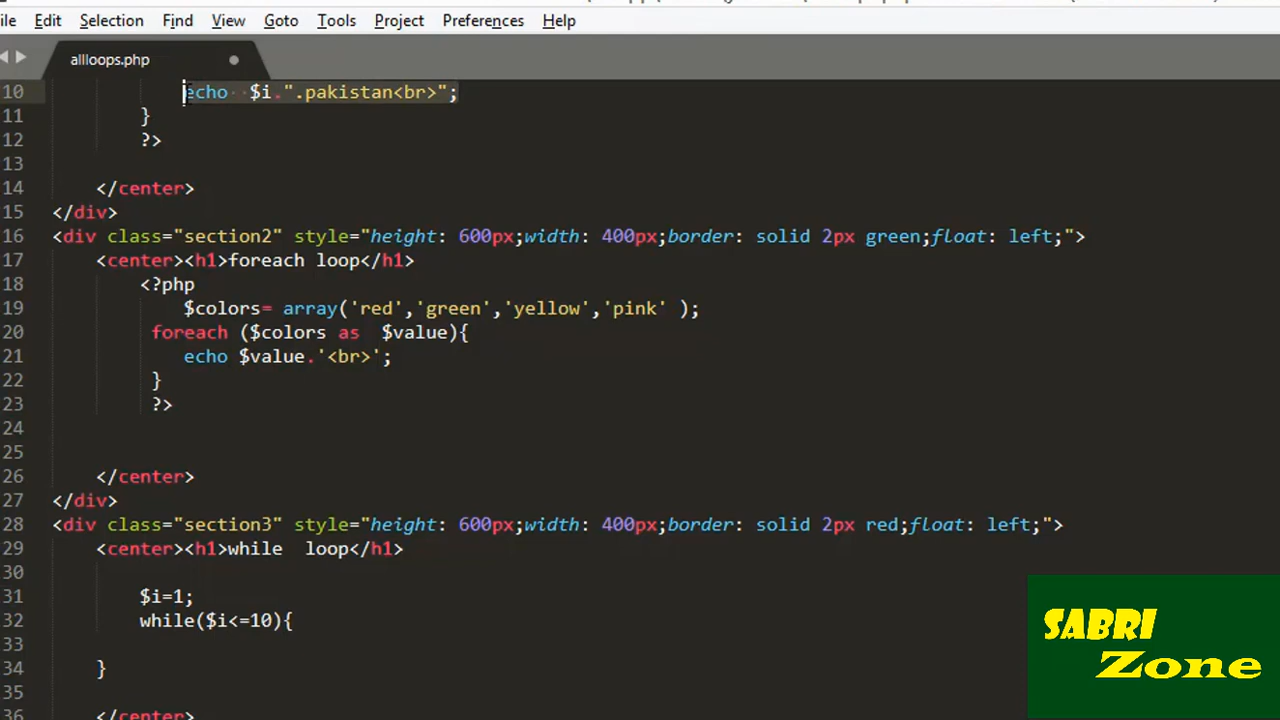 ile Edit Selection Find View Goto Tools Project Preferences Help
allloops.php
10 echo $i.".pakistan<br>";
11 }
12 ?>
13
14 </center>
15 </div>
16 <div class="section2" style="height: 600px;width: 400px;border: solid 2px green;float: left;">
17 <center><h1>foreach loop</h1>
18 <?php
19 $colors= array('red','green','yellow','pink' );
20 foreach ($colors as $value){
21 echo $value.'<br>';
22 }
23 ?>
24
25
26 </center>
27 </div>
28 <div class="section3" style="height: 600px;width: 400px;border: solid 2px red;float: left;">
29 <center><h1>while loop</h1>
30
31 $i=1;
32 while($i<=10){
33
34 }
35
36 </center>
SABRI
Zone